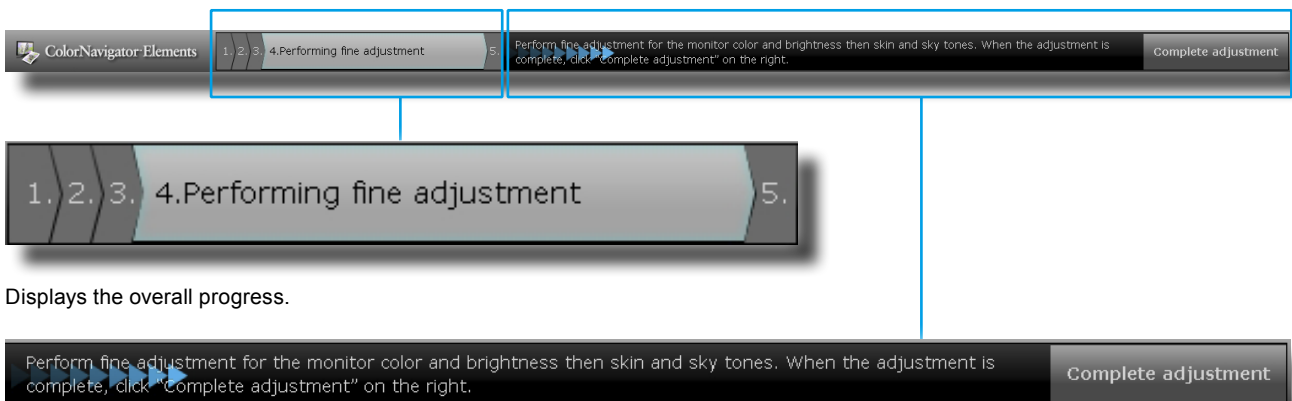 ColorNavigator Elements
1. 2. 3. 4.Performing fine adjustment 5.
Perform fine adjustment for the monitor color and brightness then skin and sky tones. When the adjustment is
complete, click "Complete adjustment" on the right.
Complete adjustment
1. 2. 3. 4.Performing fine adjustment 5.
Displays the overall progress.
Perform fine adjustment for the monitor color and brightness then skin and sky tones. When the adjustment is
complete, click "Complete adjustment" on the right.
Complete adjustment